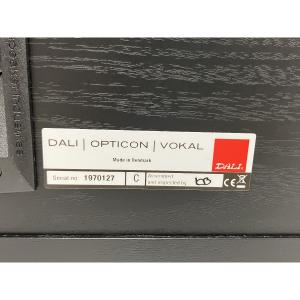 DALI | OPTICON | VOKAL
Made in Denmark
DALI
Serial no: 1970127
C
Assembled
and inspected by
CE